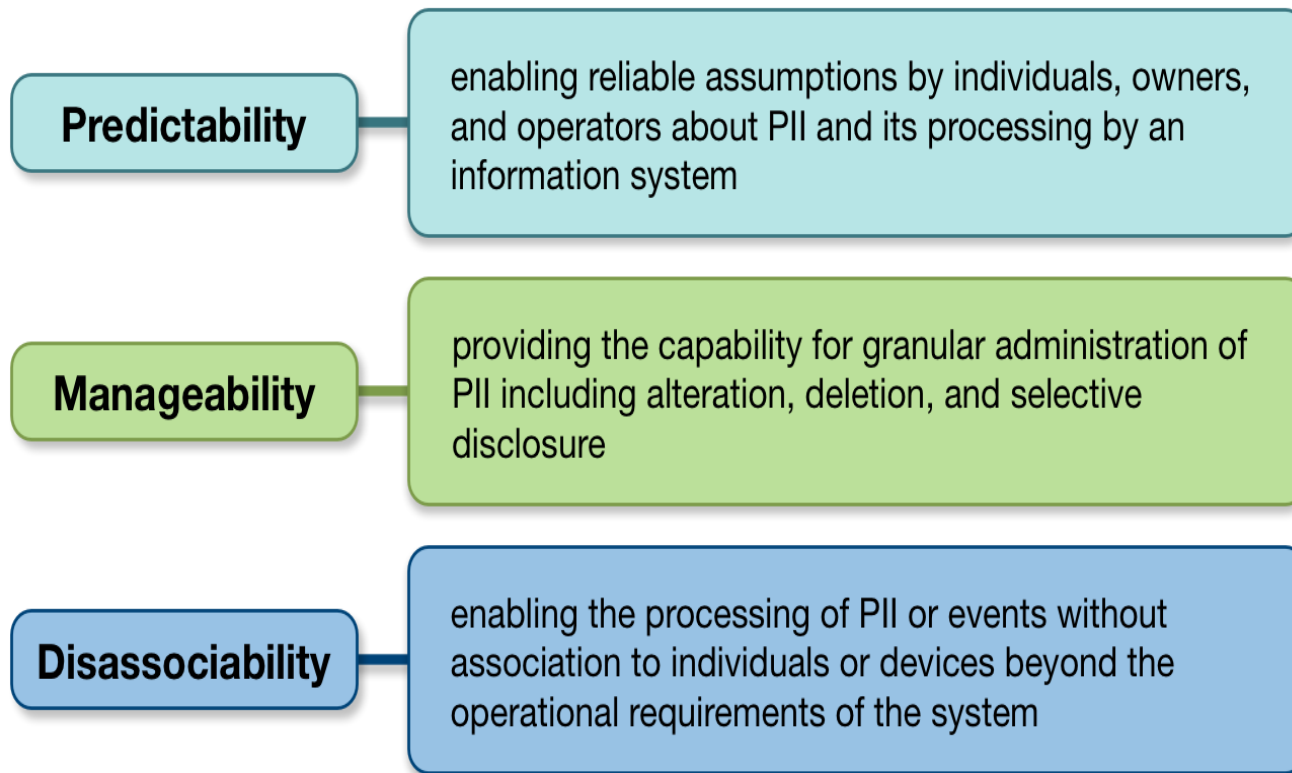 Predictability
enabling reliable assumptions by individuals, owners,
and operators about PII and its processing by an
information system
Manageability
providing the capability for granular administration of
PII including alteration, deletion, and selective
disclosure
Disassociability
enabling the processing of PII or events without
association to individuals or devices beyond the
operational requirements of the system